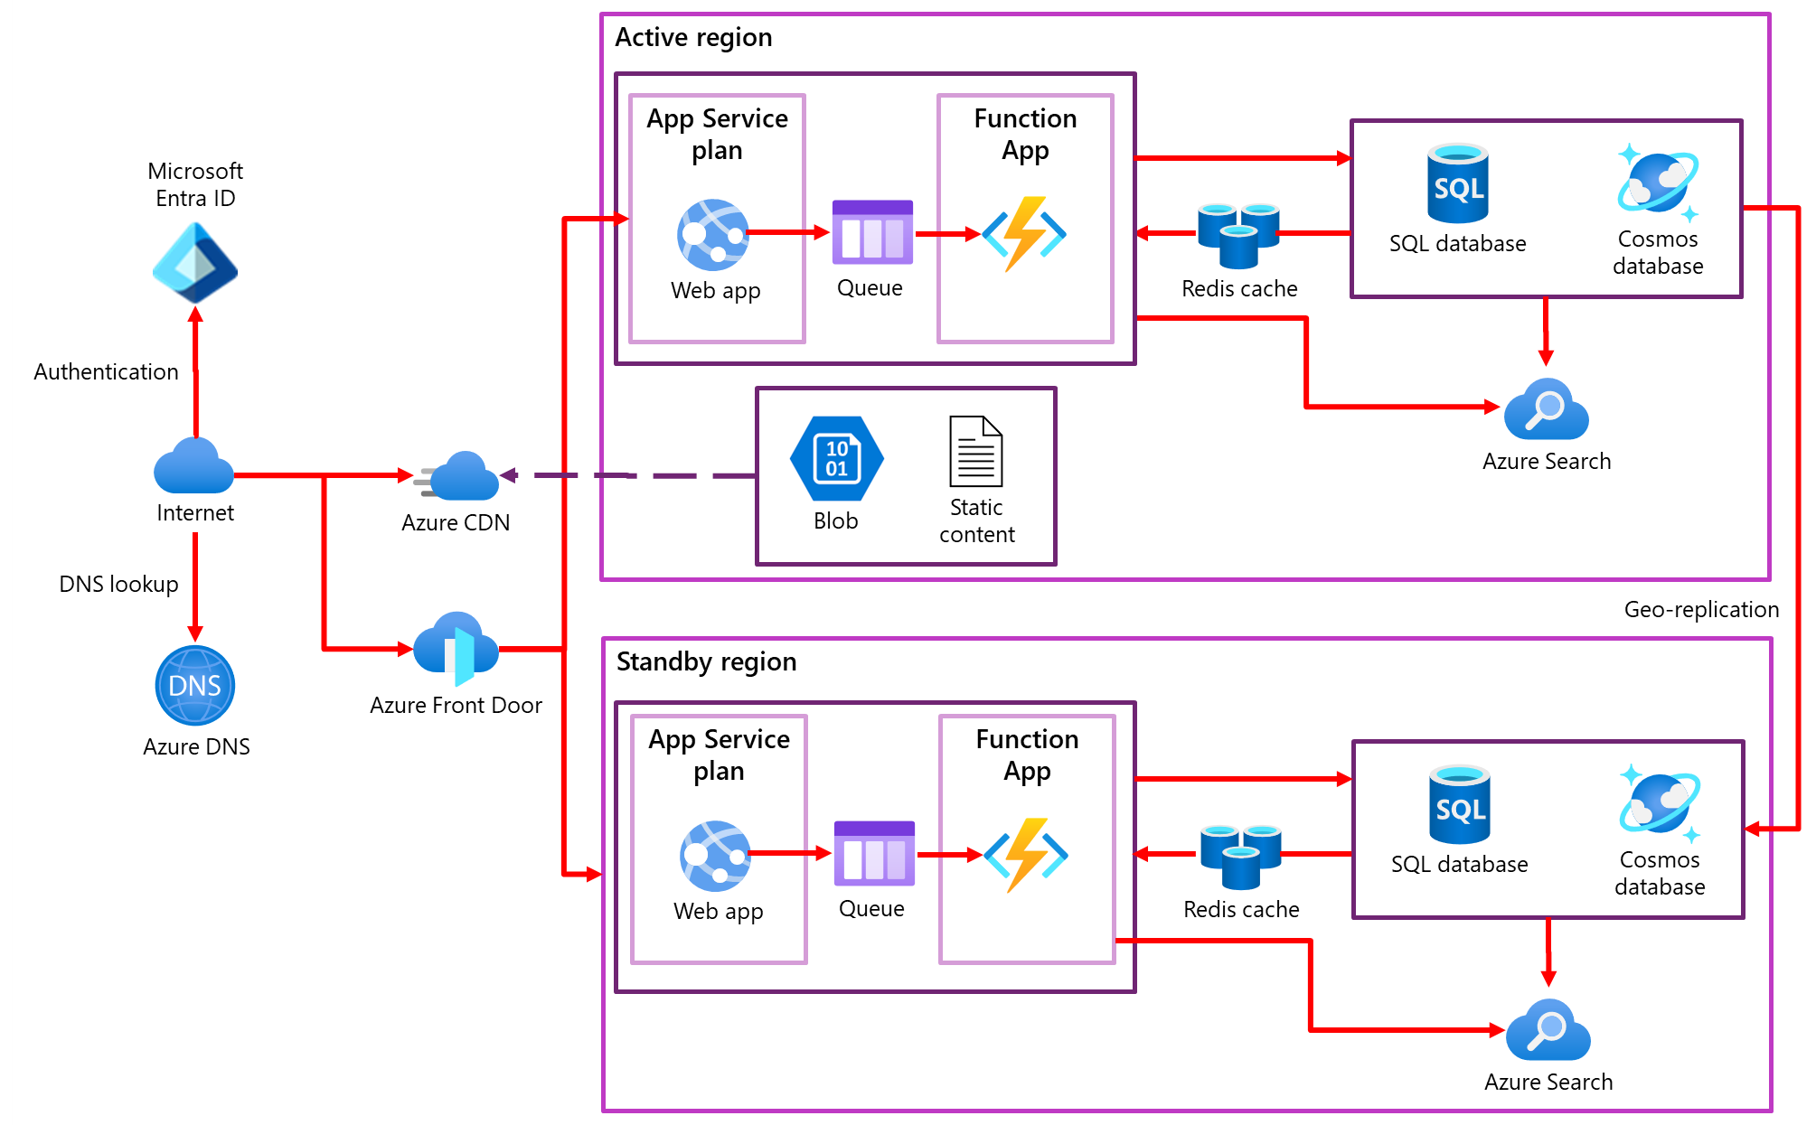 Active region
App Service
plan
Function
App
Microsoft
Entra ID
SQL
SQL database
Cosmos
database
Web app
Queue
Redis cache
Authentication
Azure Search
10
01
Blob
Static
content
Internet
Azure CDN
DNS lookup
Geo-replication
Azure Front Door
DNS
Azure DNS
Standby region
App Service
plan
Function
App
SQL
SQL database
Cosmos
database
Web app
Queue
Redis cache
Azure Search